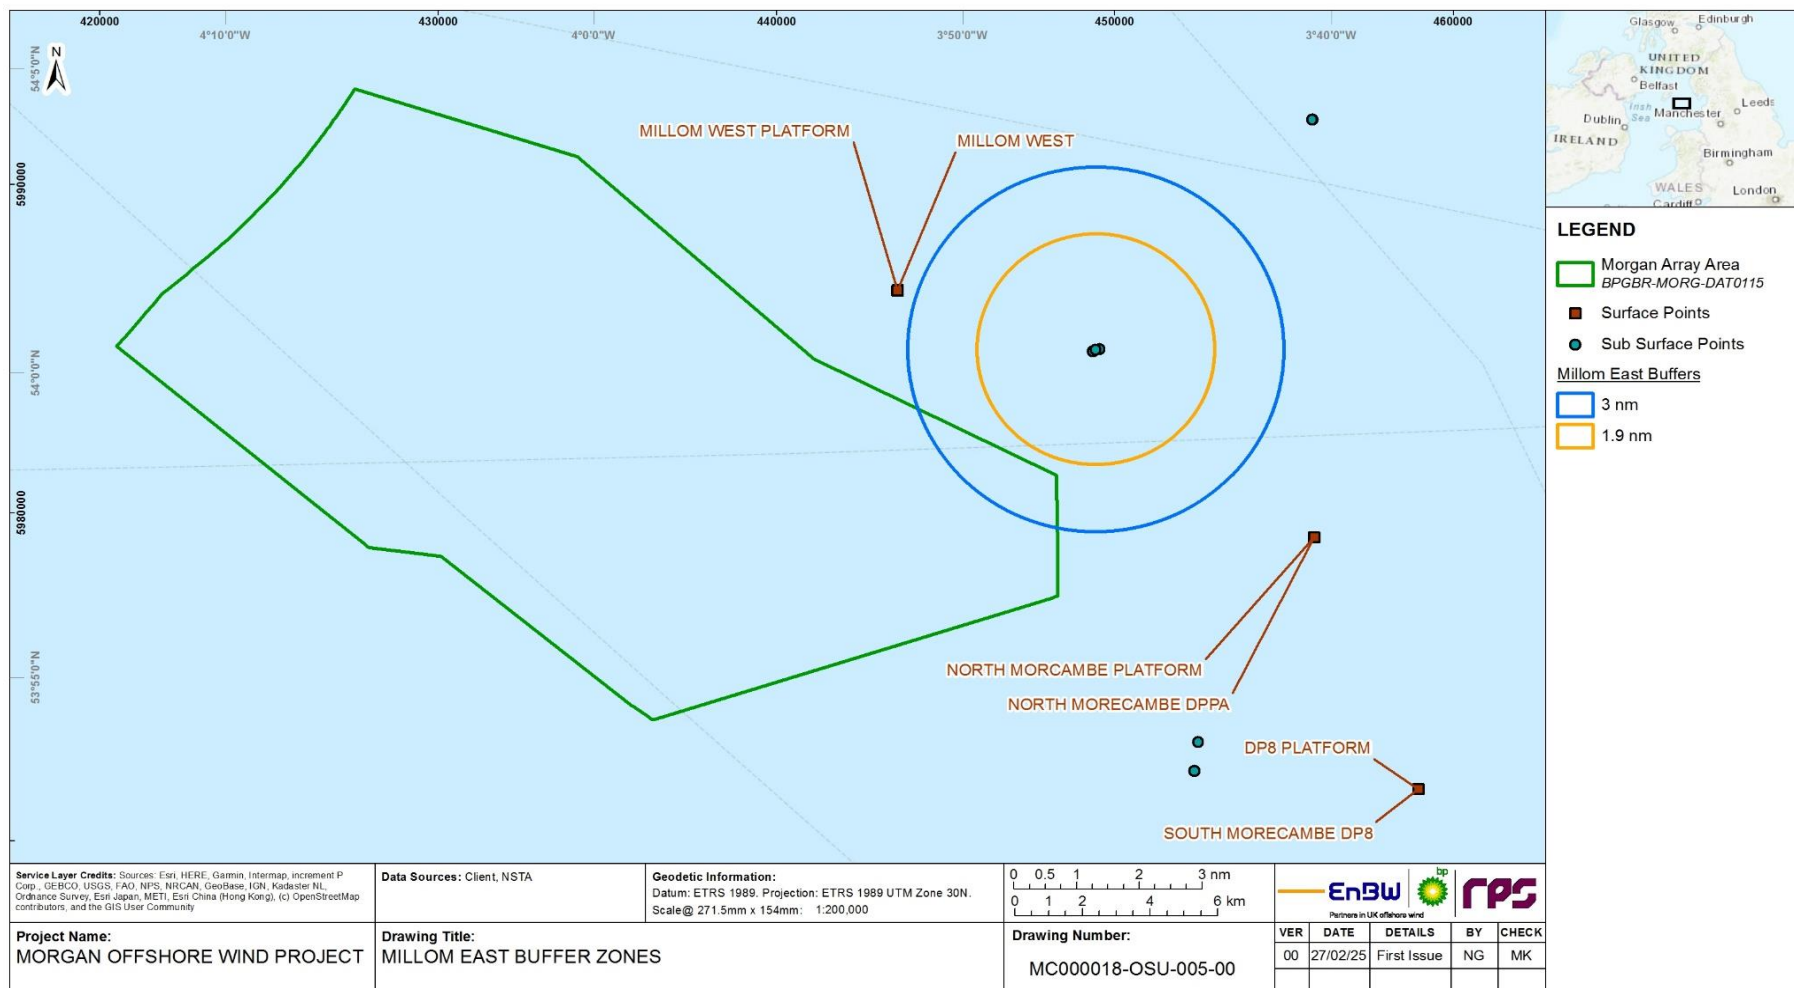 420000
430000
440000
450000
460000
4°10'0"W
4°0'0"W
3°50'0"W
3°40'0"W
54°5'0"N
5990000
54°0'0"N
5980000
53°55'0"N
N
MILLOM WEST PLATFORM
MILLOM WEST
NORTH MORCAMBE PLATFORM
NORTH MORECAMBE DPPA
DP8 PLATFORM
SOUTH MORECAMBE DP8
Glasgow
Edinburgh
UNITED
KINGDOM
Belfast
Irish
Sea
Leeds
Manchester
Dublin
IRELAND
Birmingham
WALES
London
Cardiff
LEGEND
Morgan Array Area
BPGBR-MORG-DAT0115
Surface Points
Sub Surface Points
Millom East Buffers
3 nm
1.9 nm
Service Layer Credits: Sources: Esri, HERE, Garmin, Intermap, increment P
Corp., GEBCO, USGS, FAO, NPS, NRCAN, GeoBase, IGN, Kadaster NL,
Ordnance Survey, Esri Japan, METI, Esri China (Hong Kong), (c) OpenStreetMap
contributors, and the GIS User Community
Data Sources: Client, NSTA
Geodetic Information:
Datum: ETRS 1989. Projection: ETRS 1989 UTM Zone 30N.
Scale@ 271.5mm x 154mm: 1:200,000
0 0.5 1 2 3 nm
0 1 2 4 6 km
EnBW
bp
rps
Partners in UK offshore wind
Project Name:
MORGAN OFFSHORE WIND PROJECT
Drawing Title:
MILLOM EAST BUFFER ZONES
Drawing Number:
MC000018-OSU-005-00
VER DATE DETAILS BY CHECK
00 27/02/25 First Issue NG MK